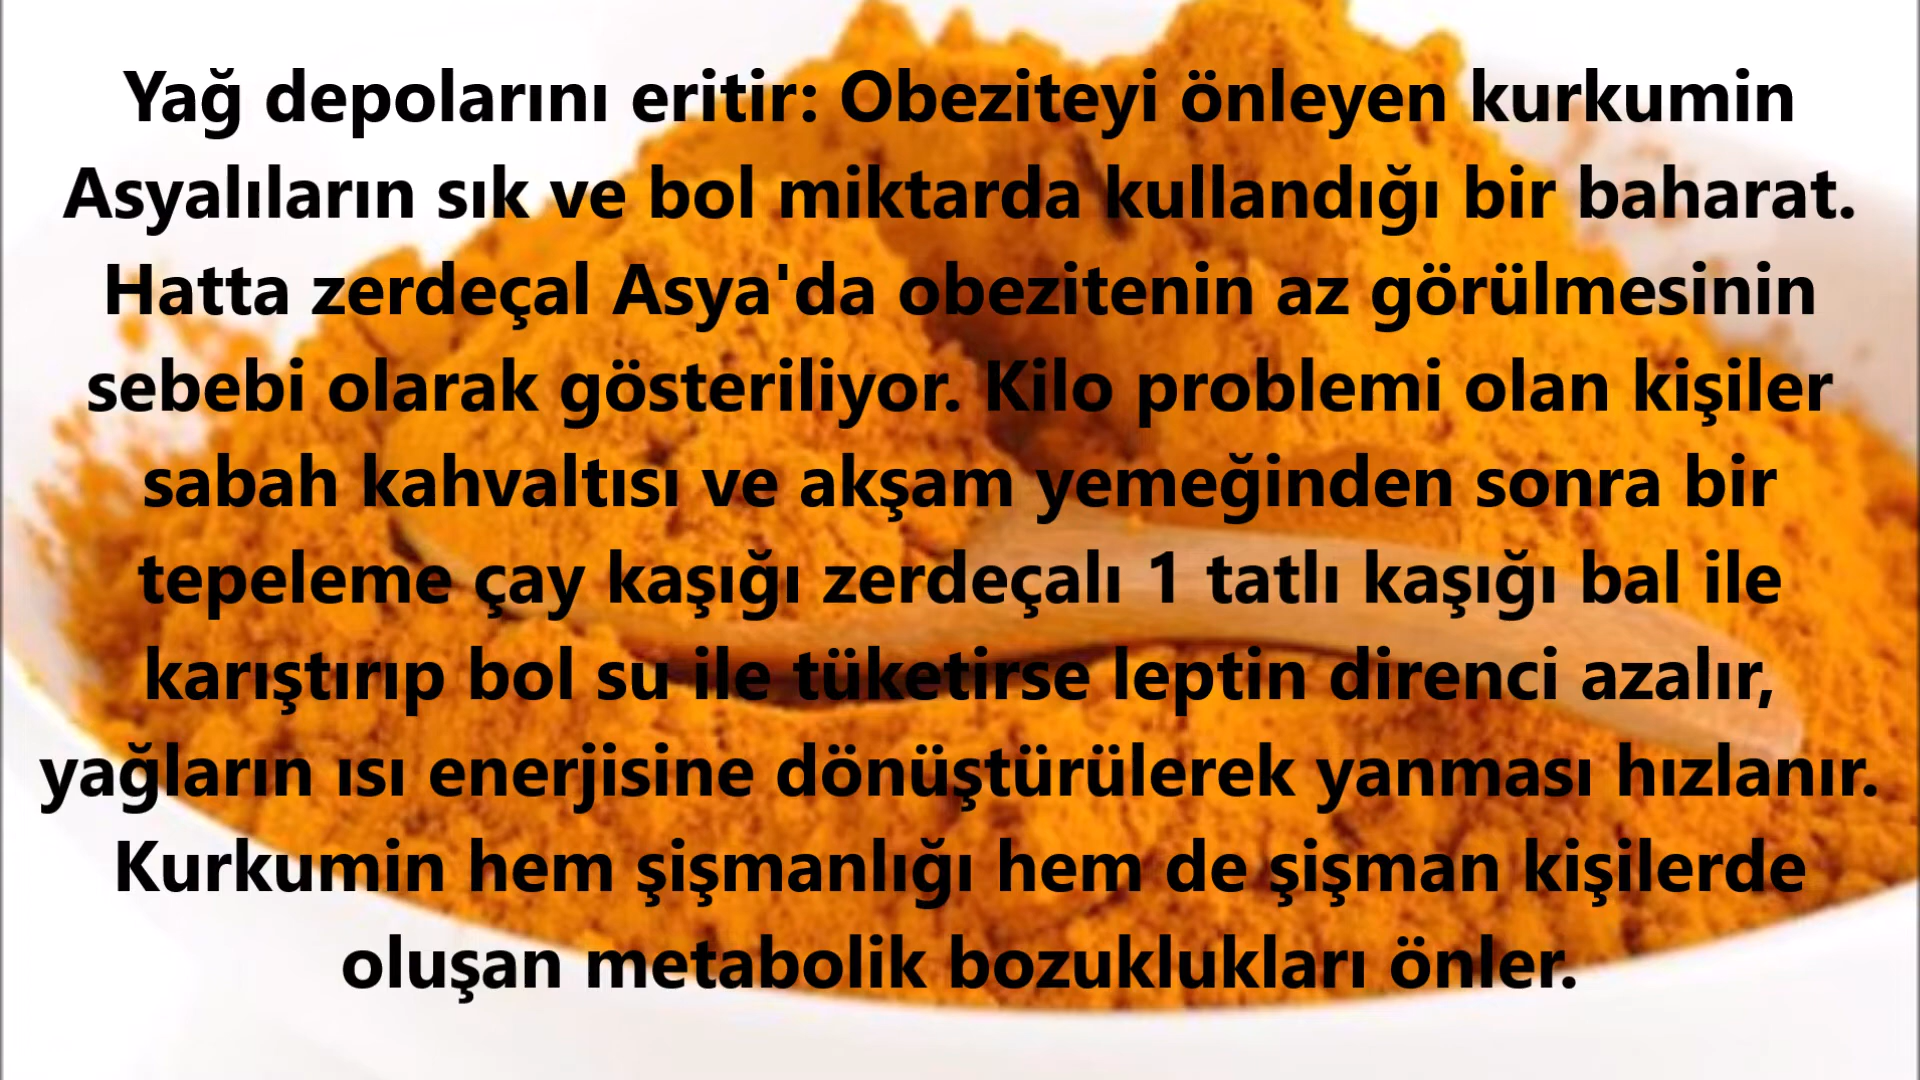 Yağ depolarını eritir: Obeziteyi önleyen kurkumin
Asyalıların sık ve bol miktarda kullandığı bir baharat.
Hatta zerdeçal Asya'da obezitenin az görülmesinin
sebebi olarak gösteriliyor. Kilo problemi olan kişiler
sabah kahvaltısı ve akşam yemeğinden sonra bir
tepeleme çay kaşığı zerdeçalı 1 tatlı kaşığı bal ile
karıştırıp bol su ile tüketirse leptin direnci azalır,
yağların ısı enerjisine dönüştürülerek yanması hızlanır.
Kurkumin hem şişmanlığı hem de şişman kişilerde
oluşan metabolik bozuklukları önler.